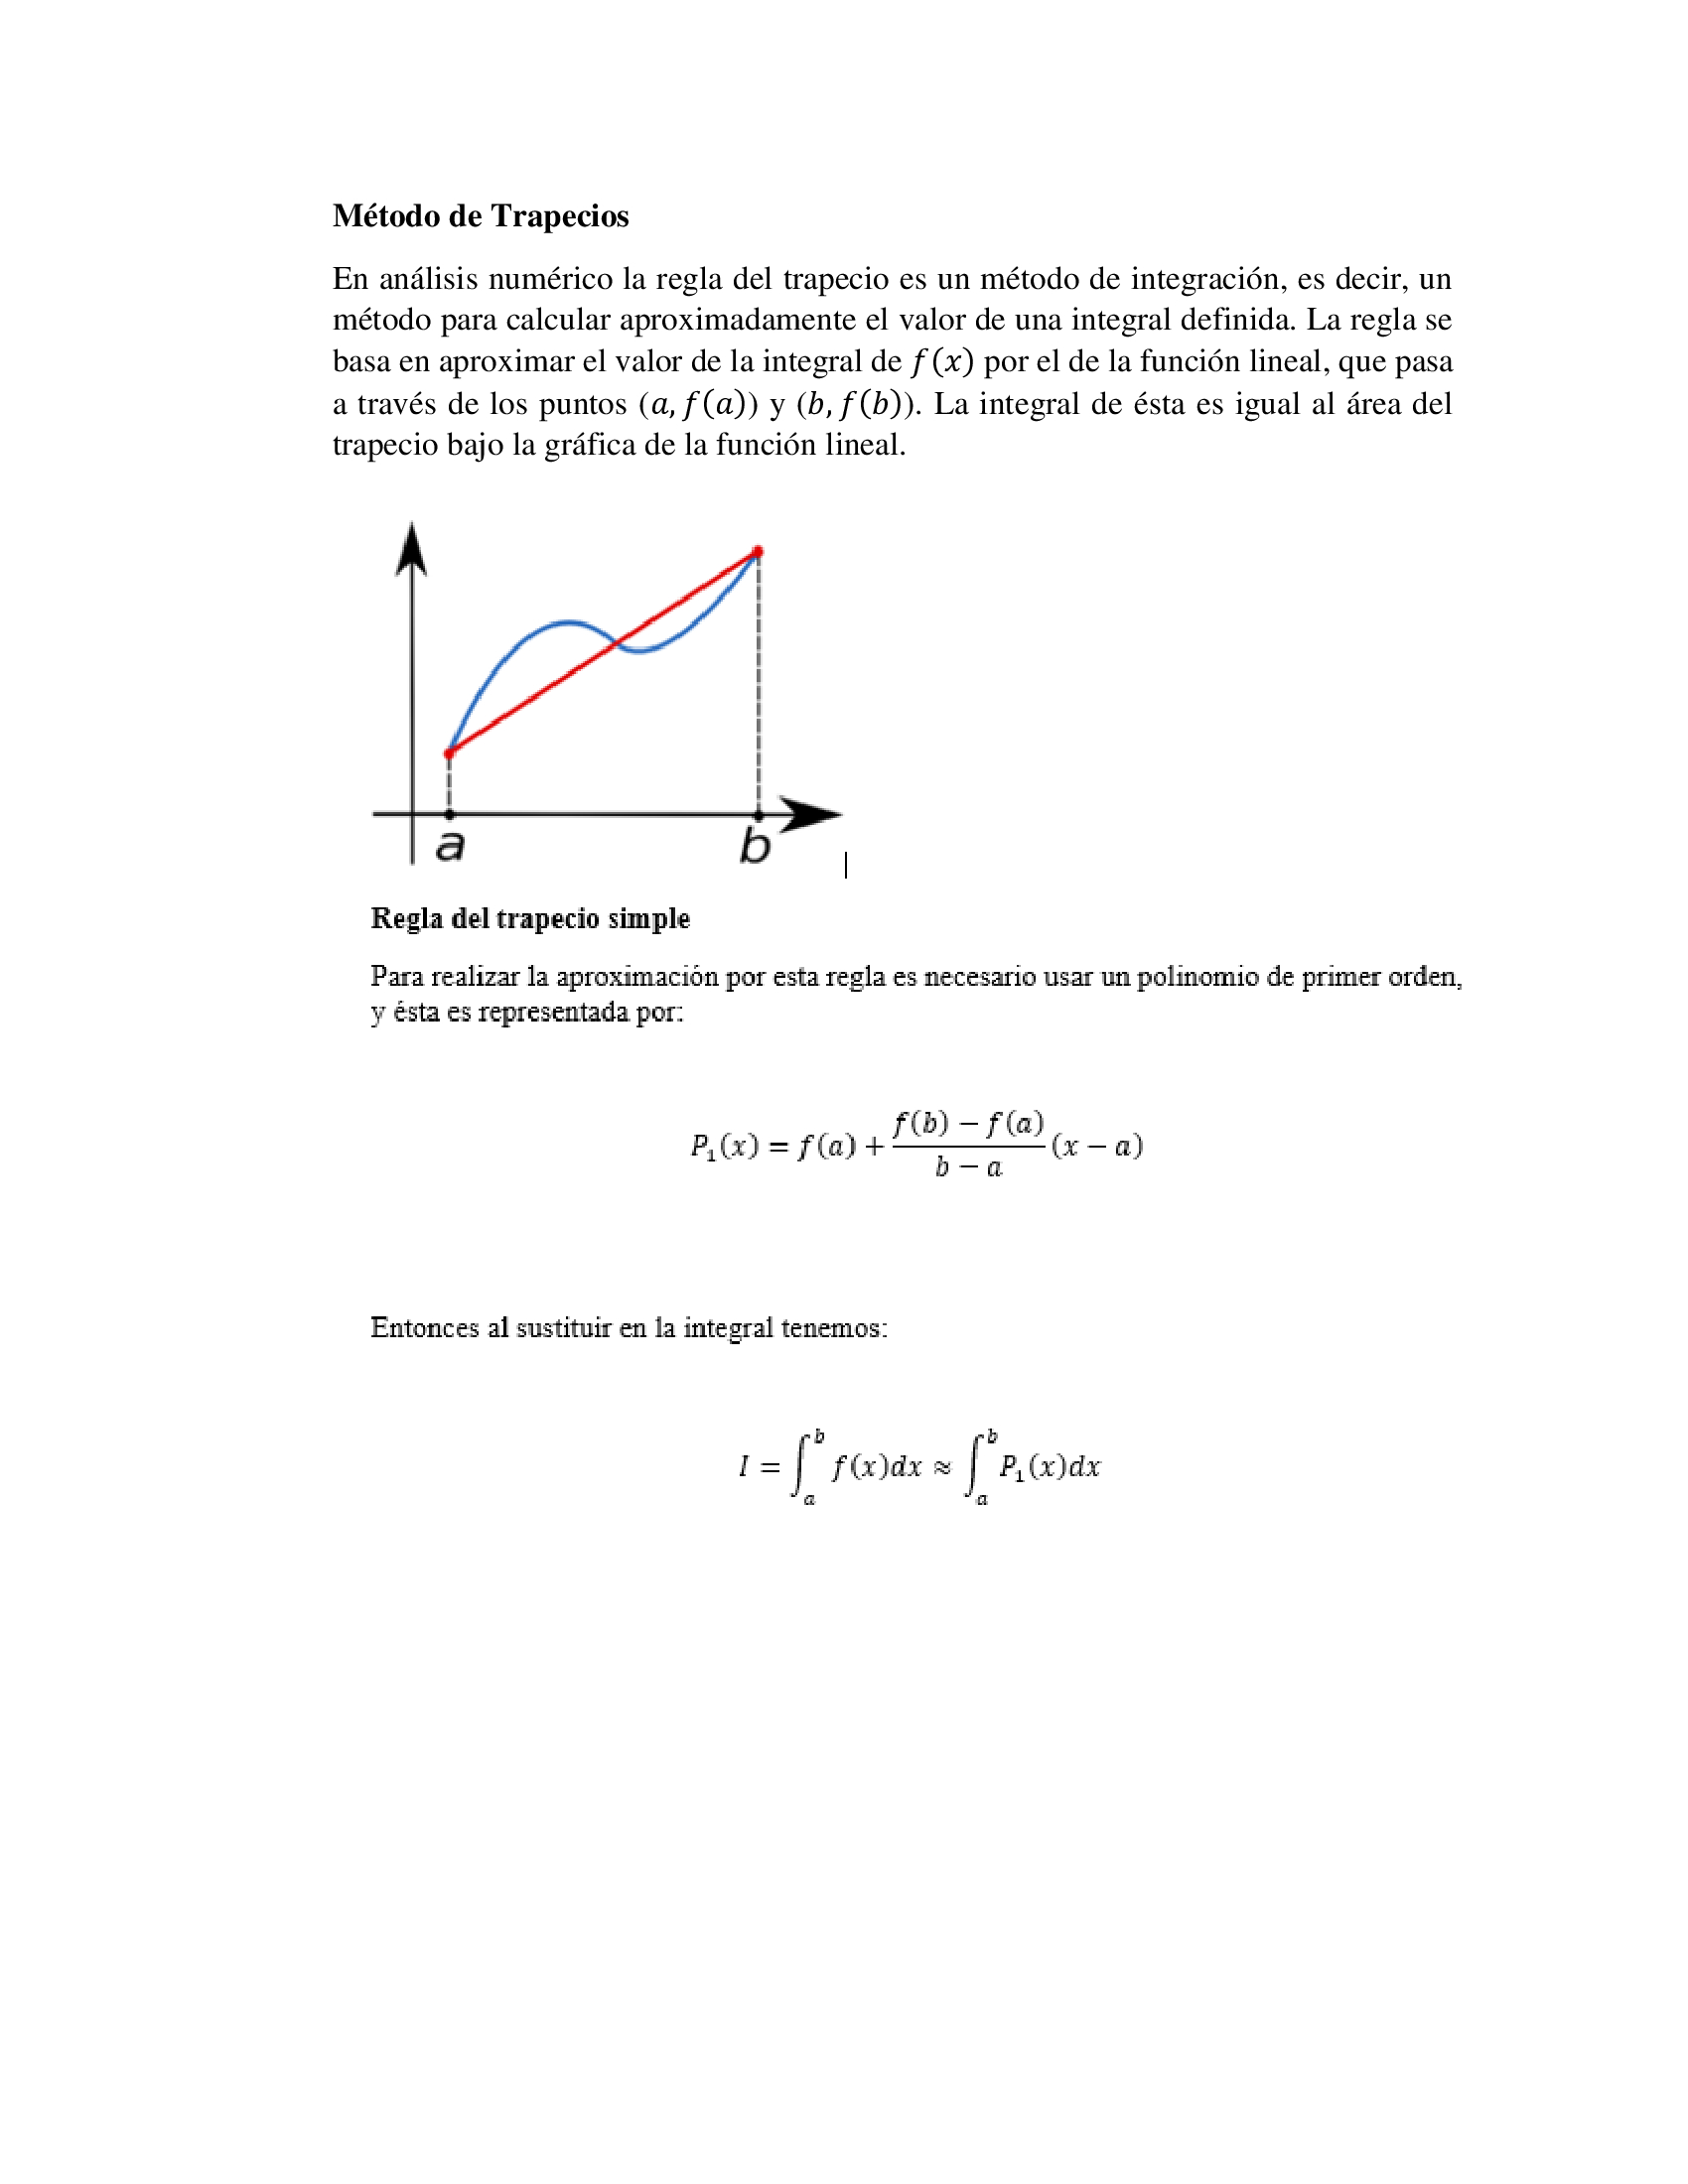 Método de Trapecios
En análisis numérico la regla del trapecio es un método de integración, es decir, un
método para calcular aproximadamente el valor de una integral definida. La regla se
basa en aproximar el valor de la integral de f(x) por el de la función lineal, que pasa
a través de los puntos (a, f(a)) y (b, f(b)). La integral de ésta es igual al área del
trapecio bajo la gráfica de la función lineal.
a b
Regla del trapecio simple
Para realizar la aproximación por esta regla es necesario usar un polinomio de primer orden,
y ésta es representada por:
P₁(x) = f(a) + \frac{f(b) − f(a)}{b − a} (x − a)
Entonces al sustituir en la integral tenemos:
I = ∫_a^b f(x)dx ≈ ∫_a^b P₁(x)dx